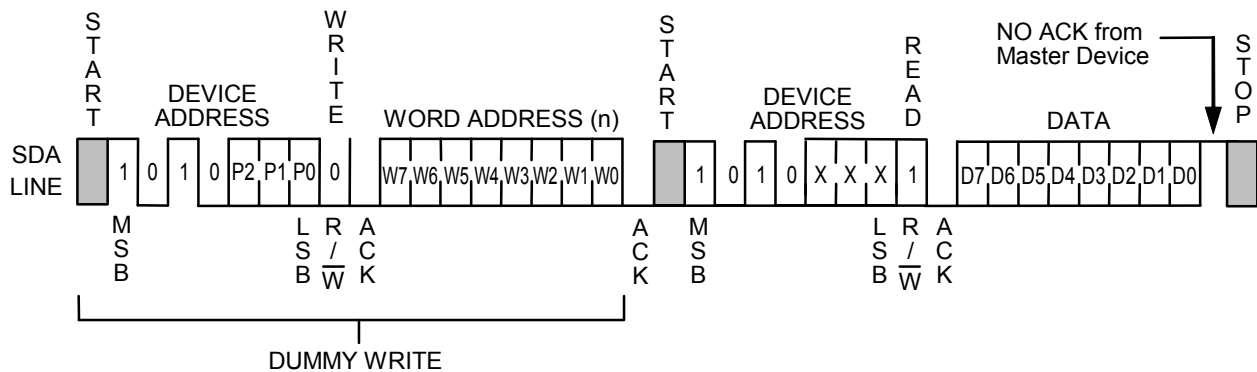 START
WRITE
START
READ
NO ACK from
Master Device
STOP
DEVICE
ADDRESS
WORD ADDRESS (n)
DEVICE
ADDRESS
DATA
SDA
LINE
1 0 1 0 P2 P1 P0 0 W7 W6 W5 W4 W3 W2 W1 W0 1 0 1 0 X X X 1 D7 D6 D5 D4 D3 D2 D1 D0
MSB
LSB
R/W̅
ACK
ACK
MSB
LSB
R/W̅
ACK
DUMMY WRITE